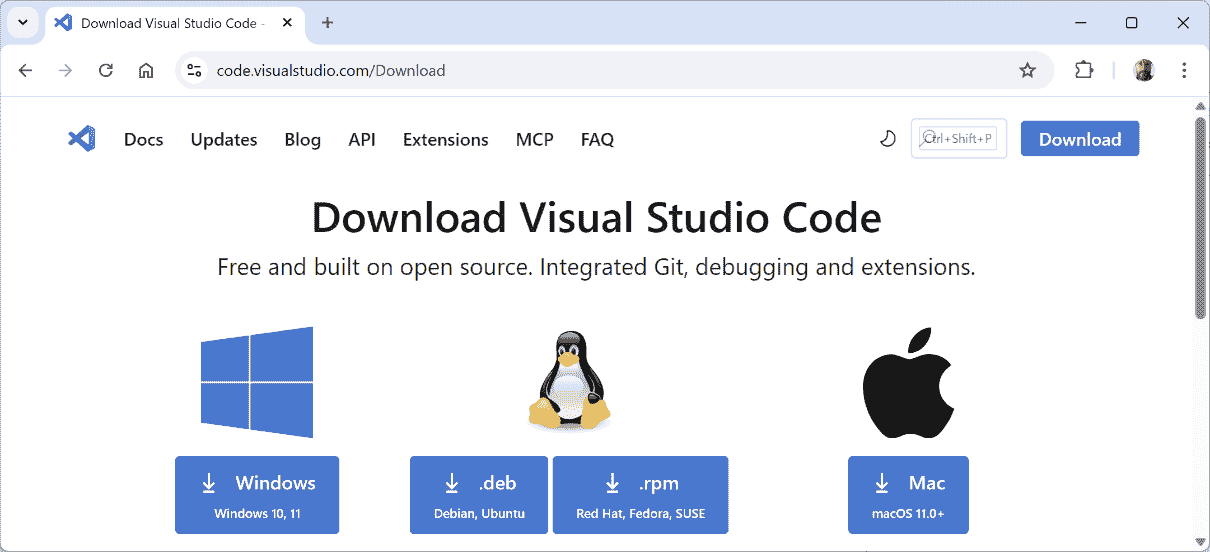 Download Visual Studio Code -
code.visualstudio.com/Download
Docs Updates Blog API Extensions MCP FAQ Ctrl+Shift+P Download
Download Visual Studio Code
Free and built on open source. Integrated Git, debugging and extensions.
Windows
Windows 10, 11
.deb
Debian, Ubuntu
.rpm
Red Hat, Fedora, SUSE
Mac
macOS 11.0+